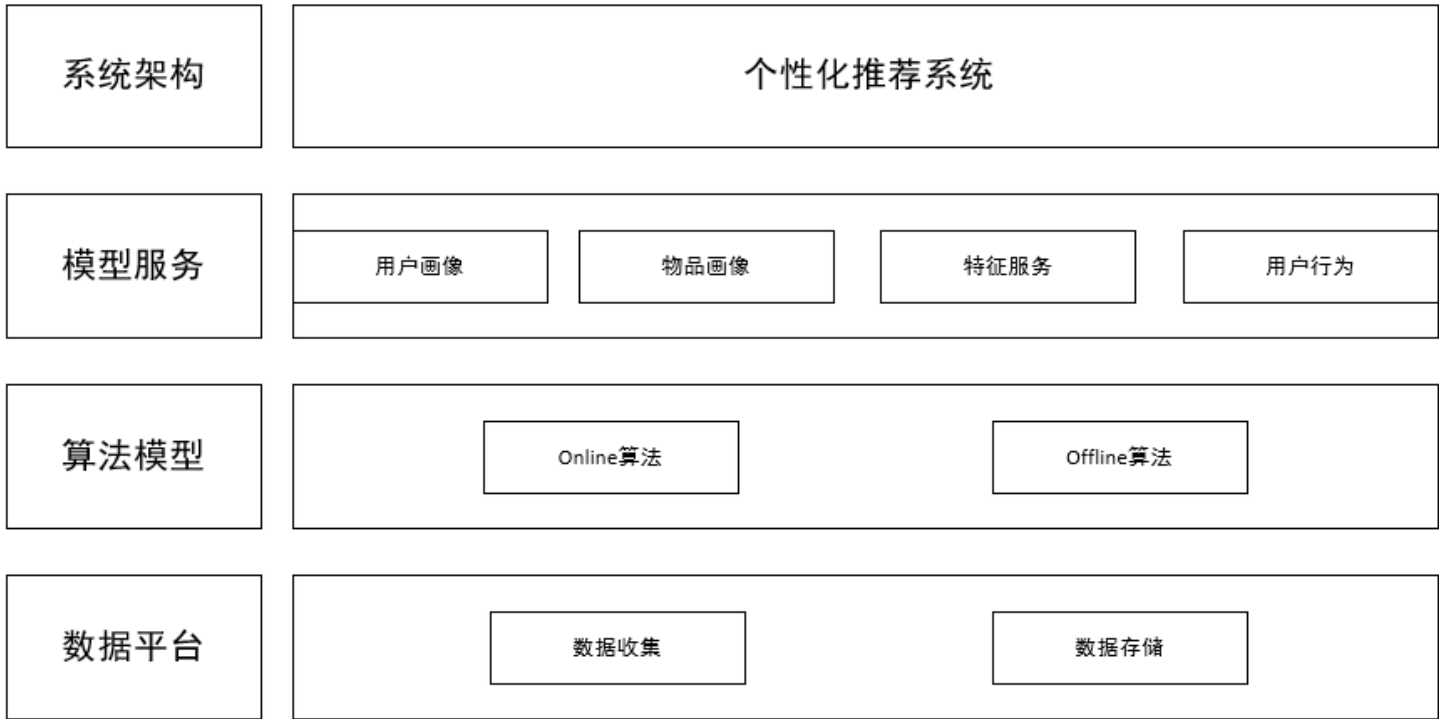 系统架构
个性化推荐系统
模型服务
用户画像
物品画像
特征服务
用户行为
算法模型
Online算法
Offline算法
数据平台
数据收集
数据存储